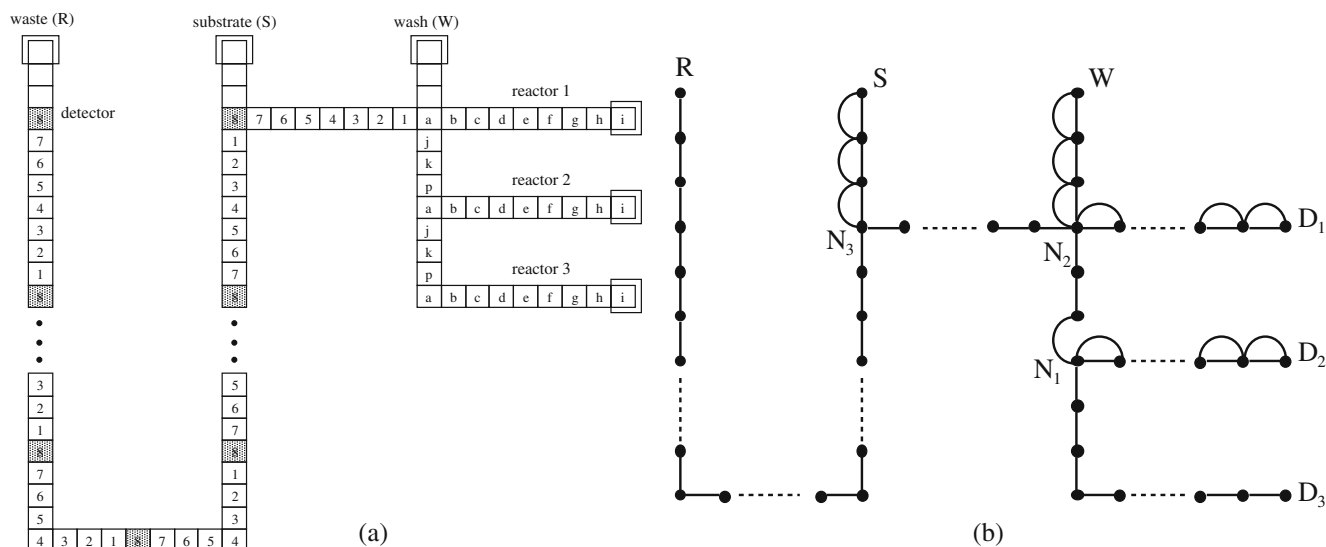 waste (R)
substrate (S)
wash (W)
detector
reactor 1
8
8 7 6 5 4 3 2 1 a b c d e f g h i
7
1
j
6
2
k
5
3
p
reactor 2
4
4
a b c d e f g h i
3
5
j
2
6
k
1
7
p
reactor 3
8
8
a b c d e f g h i
3
5
2
6
1
7
8
8
7
1
6
2
5
3
4 3 2 1 8 7 6 5 4
(a)
R
S
W
N3
N2
D1
N1
D2
D3
(b)